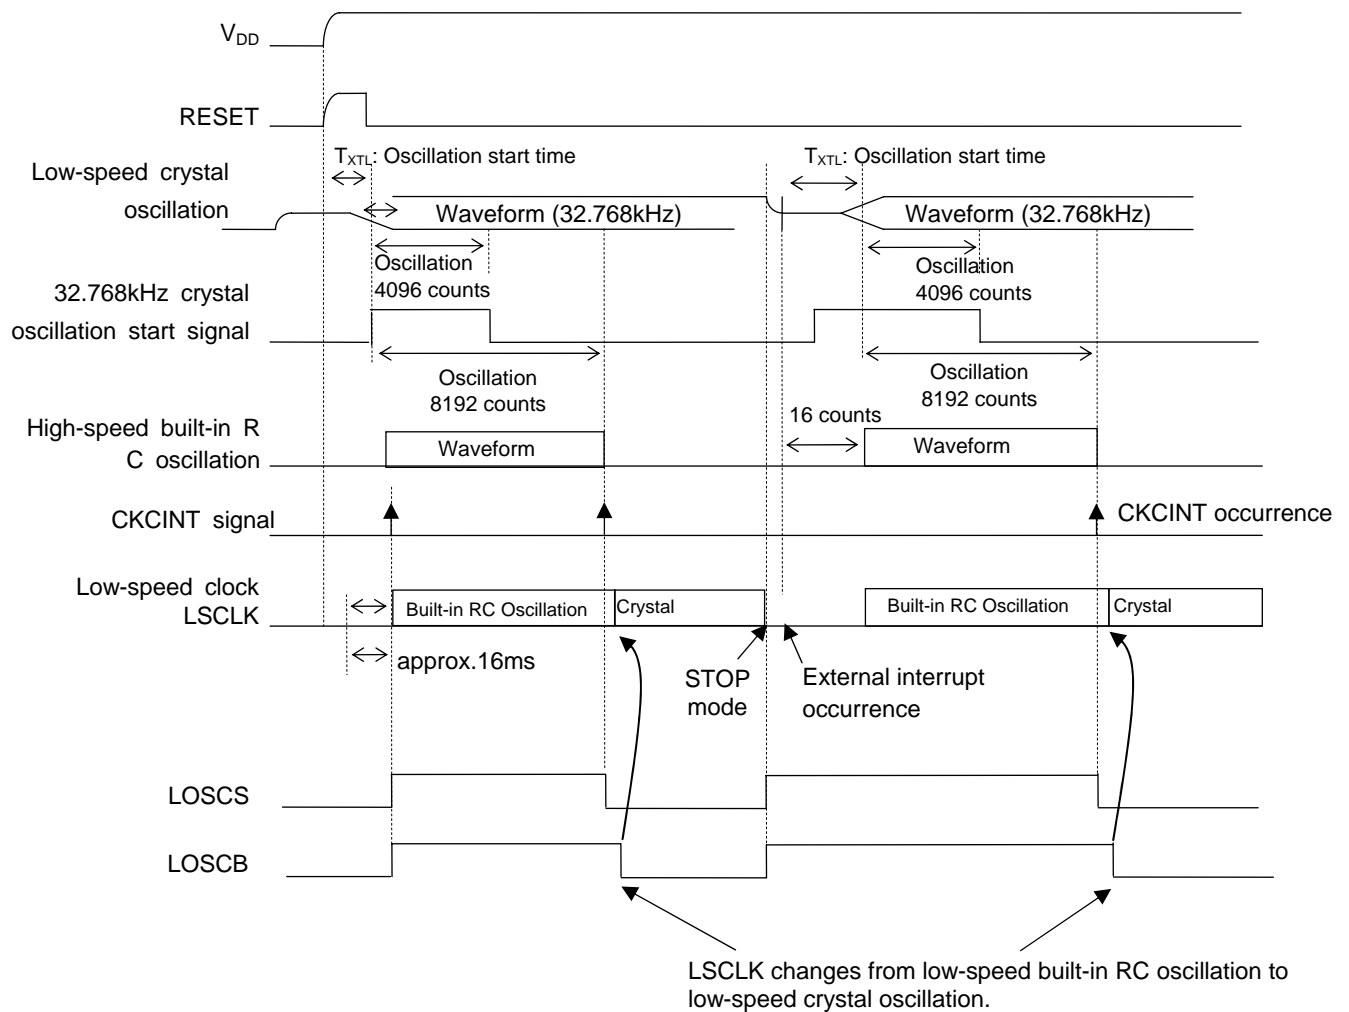 VDD
RESET
TXTL: Oscillation start time
TXTL: Oscillation start time
Low-speed crystal
oscillation
Waveform (32.768kHz)
Waveform (32.768kHz)
Oscillation
4096 counts
Oscillation
4096 counts
32.768kHz crystal
oscillation start signal
Oscillation
8192 counts
Oscillation
8192 counts
16 counts
High-speed built-in R
C oscillation
Waveform
Waveform
CKCINT signal
CKCINT occurrence
Low-speed clock
LSCLK
Built-in RC Oscillation
Crystal
Built-in RC Oscillation
Crystal
approx.16ms
STOP
mode
External interrupt
occurrence
LOSCS
LOSCB
LSCLK changes from low-speed built-in RC oscillation to
low-speed crystal oscillation.